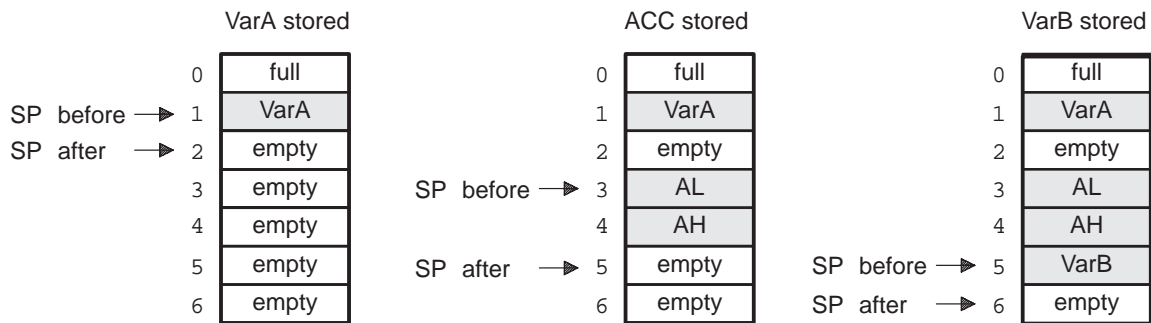 VarA stored
0 full
SP before 1 VarA
SP after 2 empty
3 empty
4 empty
5 empty
6 empty
ACC stored
0 full
1 VarA
2 empty
SP before 3 AL
4 AH
SP after 5 empty
6 empty
VarB stored
0 full
1 VarA
2 empty
3 AL
4 AH
SP before 5 VarB
SP after 6 empty